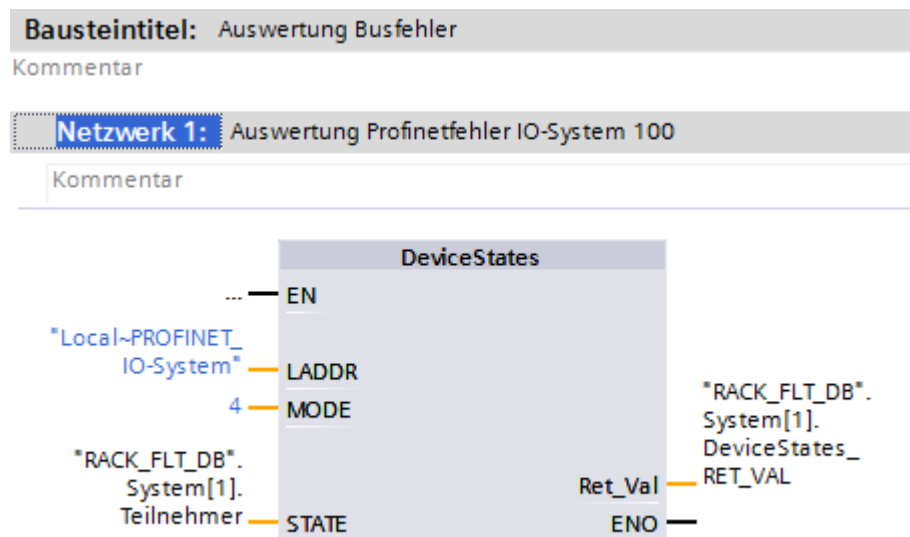 Bausteintitel: Auswertung Busfehler
Kommentar
Netzwerk 1: Auswertung Profinetfehler IO-System 100
Kommentar
DeviceStates
... EN
"Local~PROFINET_
IO-System" LADDR
4 MODE
"RACK_FLT_DB".
System[1].
Teilnehmer STATE
"RACK_FLT_DB".
System[1].
DeviceStates_
Ret_Val RET_VAL
ENO